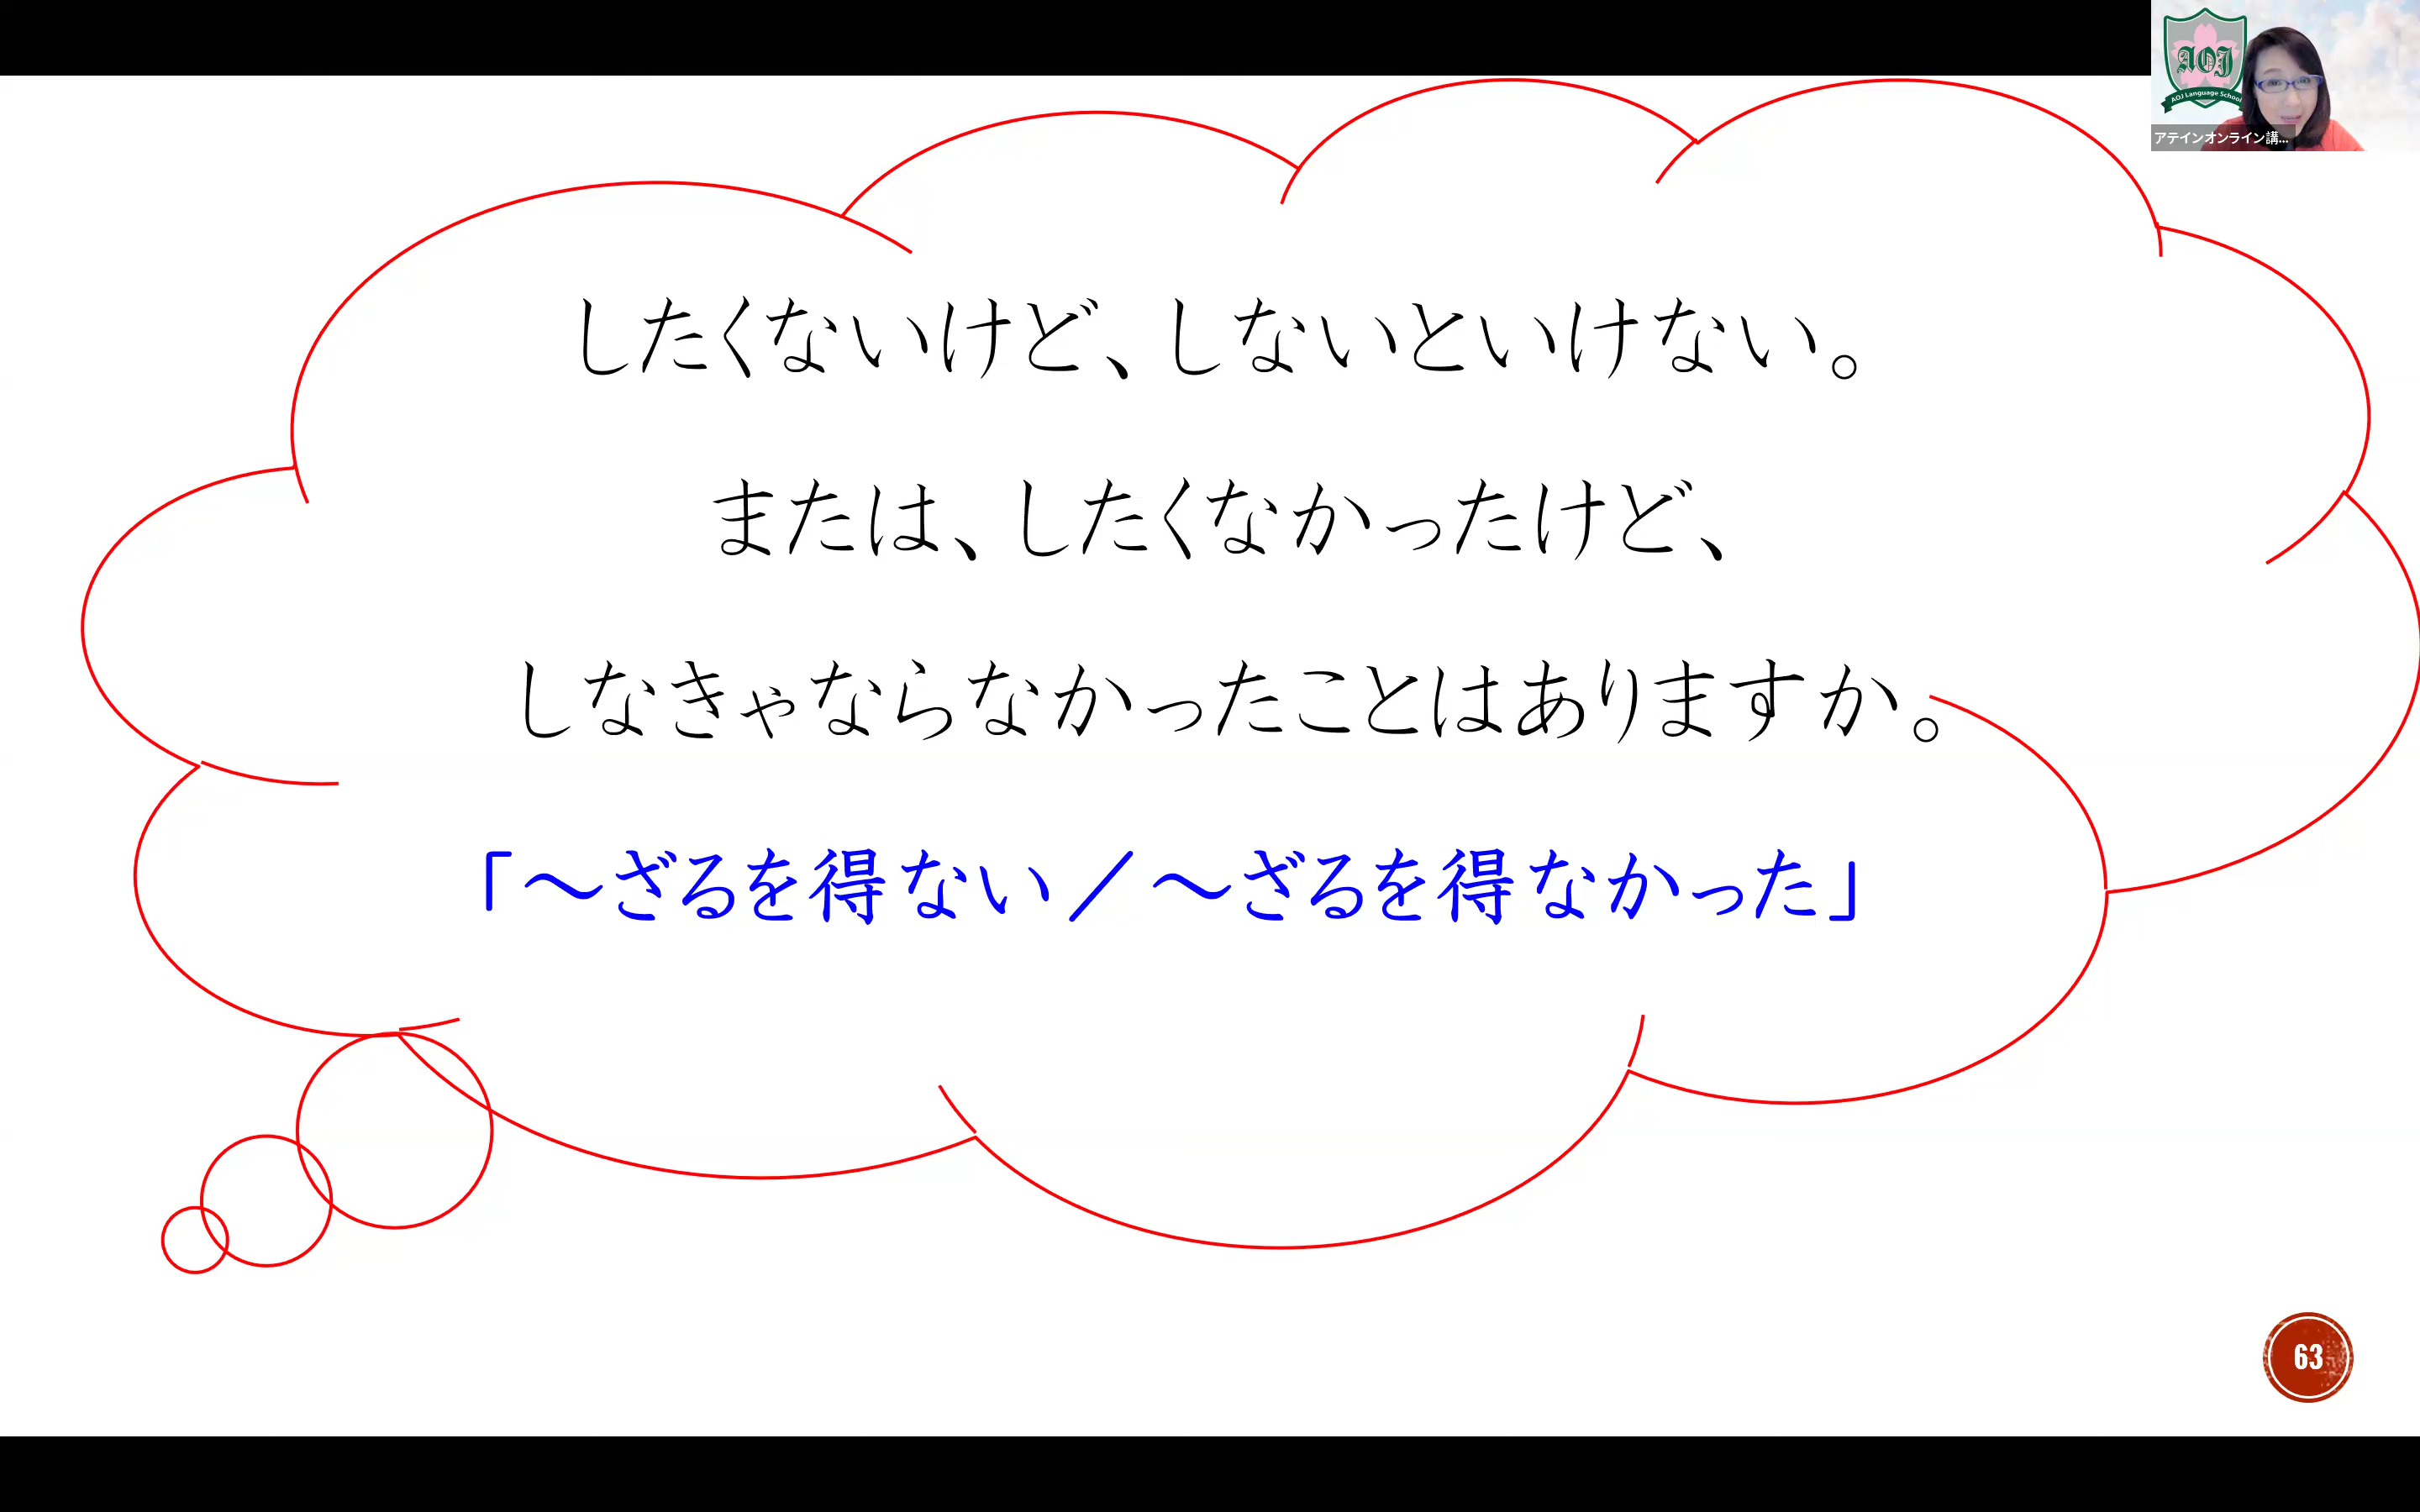 AOJ
AOJ Language School
アテインオンライン講...
したくないけど、しないといけない。
または、したくなかったけど、
しなきゃならなかったことはありますか。
「～ざるを得ない／～ざるを得なかった」
63